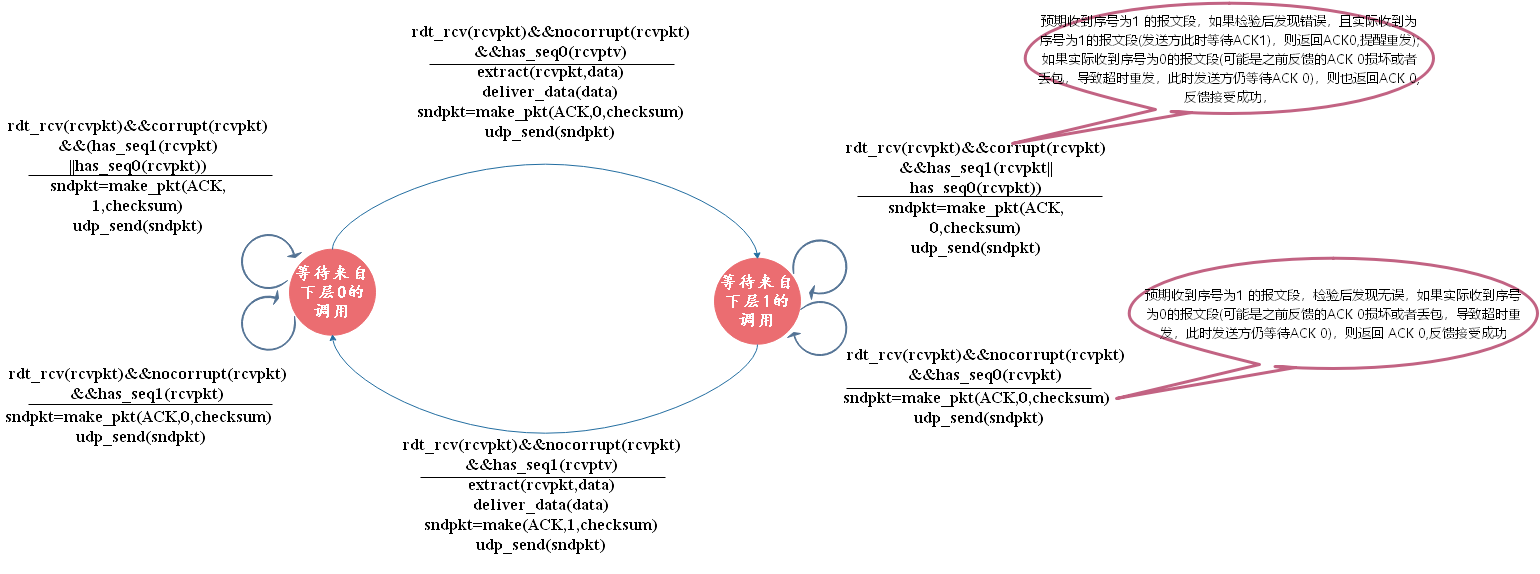 rdt_rcv(rcvpkt)&&nocorrupt(rcvpkt)
&&has_seq0(rcvptv)
extract(rcvpkt,data)
deliver_data(data)
sndpkt=make_pkt(ACK,0,checksum)
udp_send(sndpkt)
预期收到序号为1 的报文段，如果检验后发现错误，且实际收到为
序号为1的报文段(发送方此时等待ACK1)，则返回ACK0,提醒重发);
如果实际收到序号为0的报文段(可能是之前反馈的ACK 0损坏或者
丢包，导致超时重发，此时发送方仍等待ACK 0)，则也返回ACK 0,
反馈接受成功，
rdt_rcv(rcvpkt)&&corrupt(rcvpkt)
&&(has_seq1(rcvpkt)
||has_seq0(rcvpkt))
sndpkt=make_pkt(ACK,
1,checksum)
udp_send(sndpkt)
rdt_rcv(rcvpkt)&&corupt(rcvpkt)
&&has_seq1(rcvpkt||
has_seq0(rcvpkt))
sndpkt=make_pkt(ACK,
0,checksum)
udp_send(sndpkt)
等待来自
下层0的
调用
等待来自
下层1的
调用
预期收到序号为1 的报文段，检验后发现无误，如果实际收到序号
为0的报文段(可能是之前反馈的ACK 0损坏或者丢包，导致超时重
发，此时发送方仍等待ACK 0)，则返回 ACK 0,反馈接受成功
rdt_rcv(rcvpkt)&&nocorrupt(rcvpkt)
&&has_seq1(rcvpkt)
sndpkt=make_pkt(ACK,0,checksum)
udp_send(sndpkt)
rdt_rcv(rcvpkt)&&nocorrupt(rcvpkt)
&&has_seq0(rcvpkt)
sndpkt=make_pkt(ACK,0,checksum)
udp_send(sndpkt)
rdt_rcv(rcvpkt)&&nocorrupt(rcvpkt)
&&has_seq1(rcvptv)
extract(rcvpkt,data)
deliver_data(data)
sndpkt=make(ACK,1,checksum)
udp_send(sndpkt)